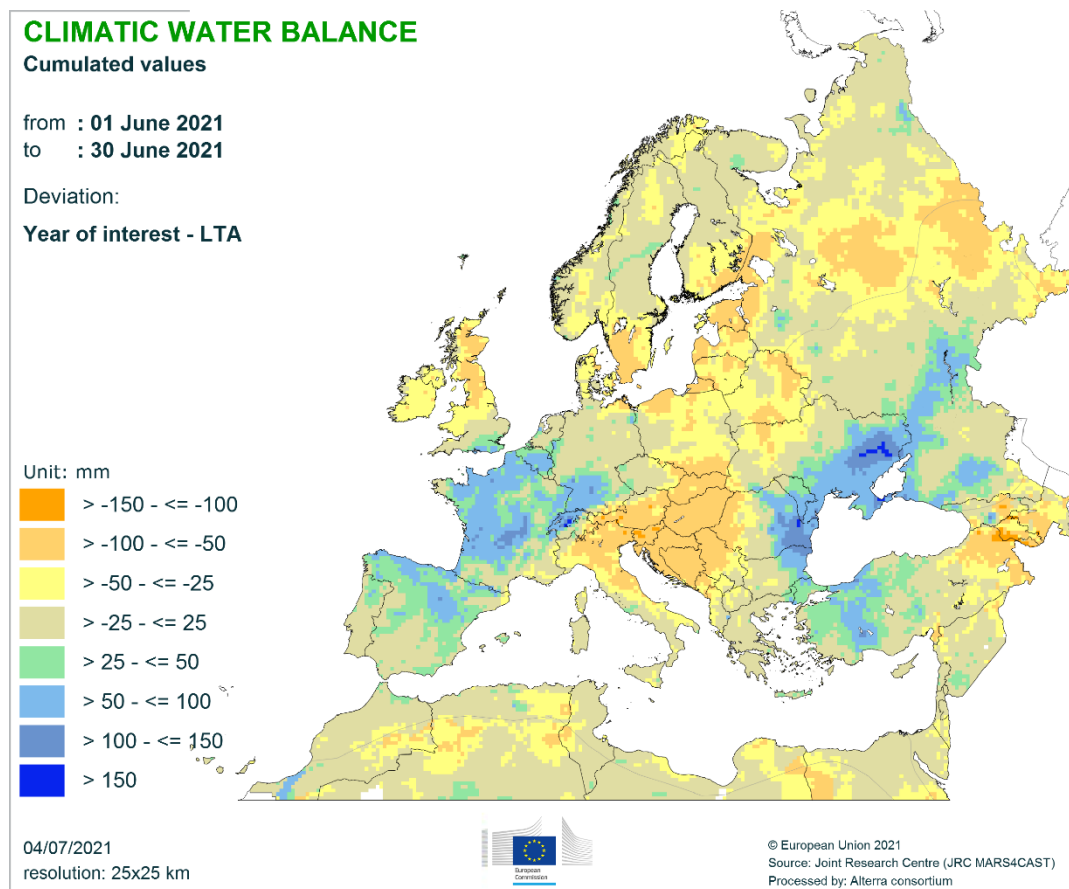 CLIMATIC WATER BALANCE
Cumulated values
from : 01 June 2021
to : 30 June 2021
Deviation:
Year of interest - LTA
Unit: mm
> -150 - <= -100
> -100 - <= -50
> -50 - <= -25
> -25 - <= 25
> 25 - <= 50
> 50 - <= 100
> 100 - <= 150
> 150
04/07/2021
resolution: 25x25 km
European
Commission
© European Union 2021
Source: Joint Research Centre (JRC MARS4CAST)
Processed by: Alterra consortium